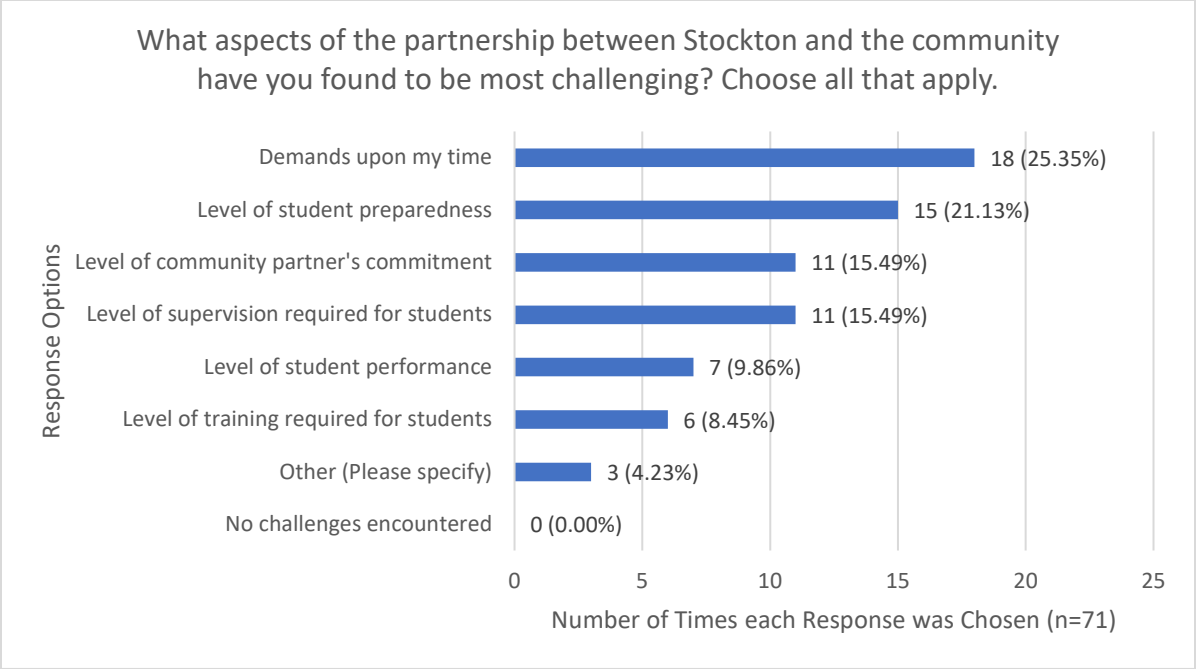 What aspects of the partnership between Stockton and the community
have you found to be most challenging? Choose all that apply.
Response Options
Demands upon my time 18 (25.35%)
Level of student preparedness 15 (21.13%)
Level of community partner's commitment 11 (15.49%)
Level of supervision required for students 11 (15.49%)
Level of student performance 7 (9.86%)
Level of training required for students 6 (8.45%)
Other (Please specify) 3 (4.23%)
No challenges encountered 0 (0.00%)
0 5 10 15 20 25
Number of Times each Response was Chosen (n=71)